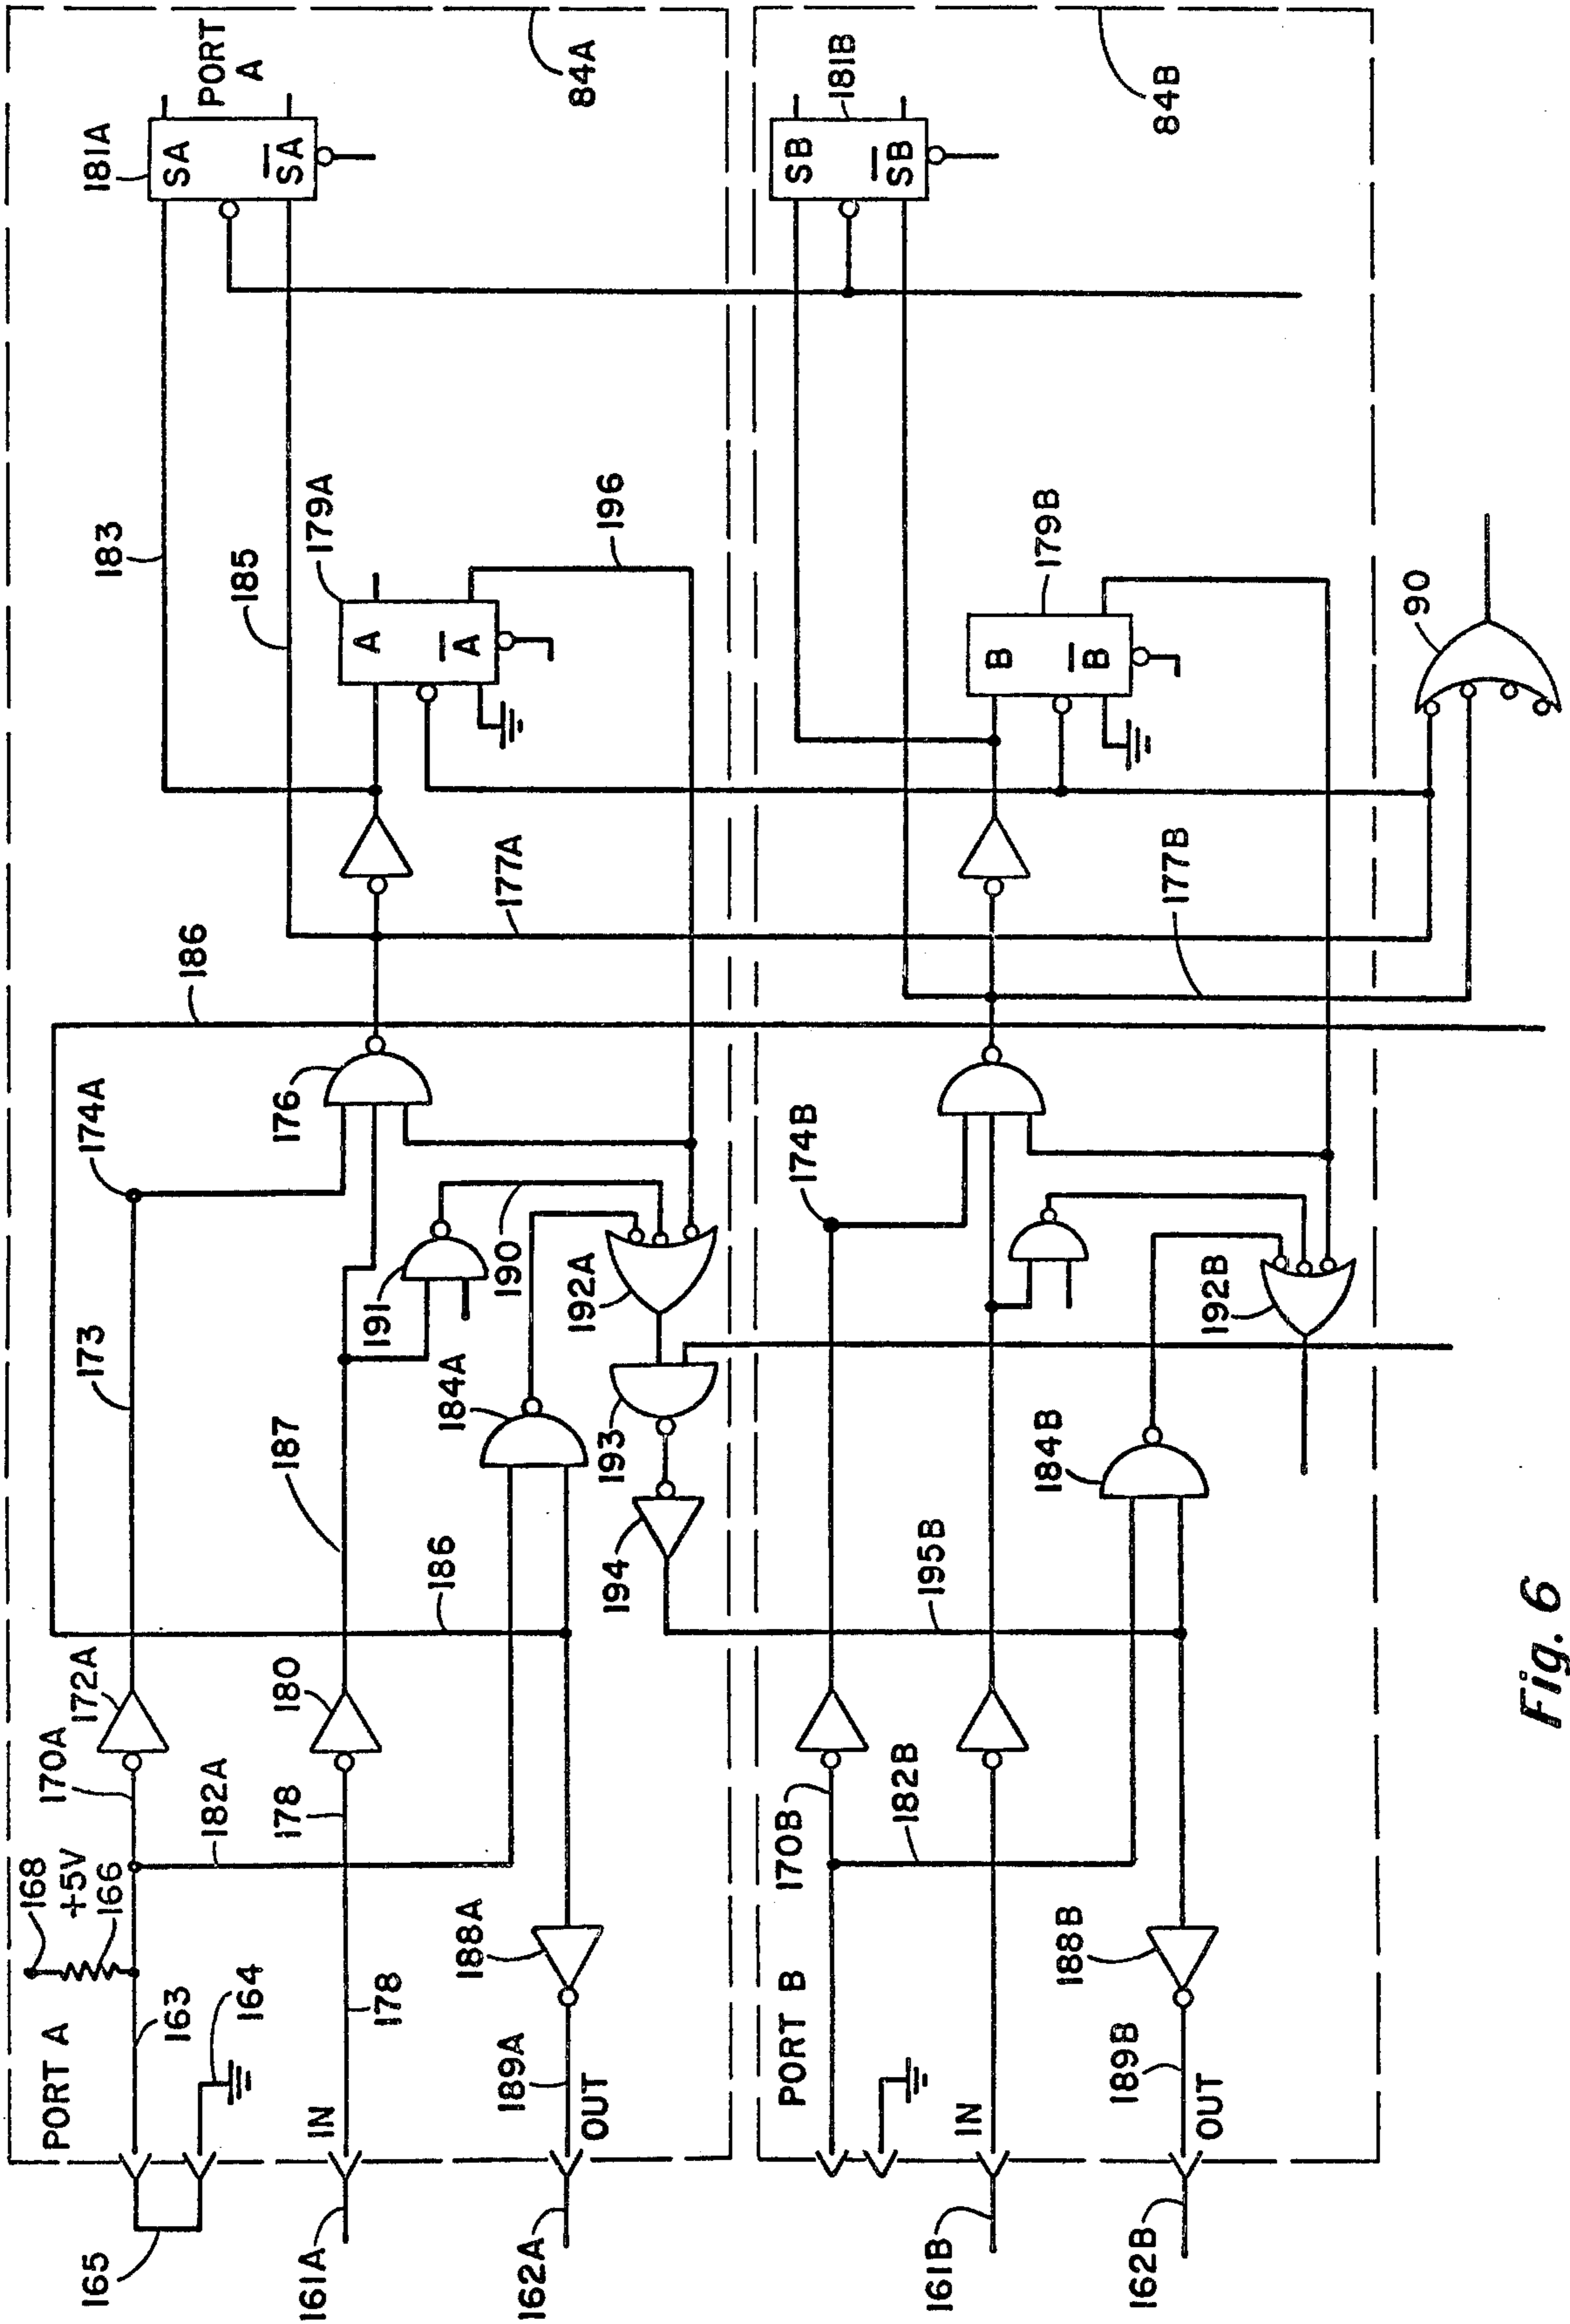 165
PORT A
168
+5V
166
163
164
170A
172A
173
174A
183
181A
SA
S̅A̅
PORT
A
182A
186
185
161A
IN
178
178
180
187
176
179A
A
A̅
191
190
196
162A
OUT
189A
188A
186
184A
192A
193
194
177A
84A
PORT B
170B
174B
182B
195B
181B
SB
S̅B̅
161B
IN
179B
B
B̅
162B
OUT
189B
188B
184B
192B
177B
84B
90
Fig. 6